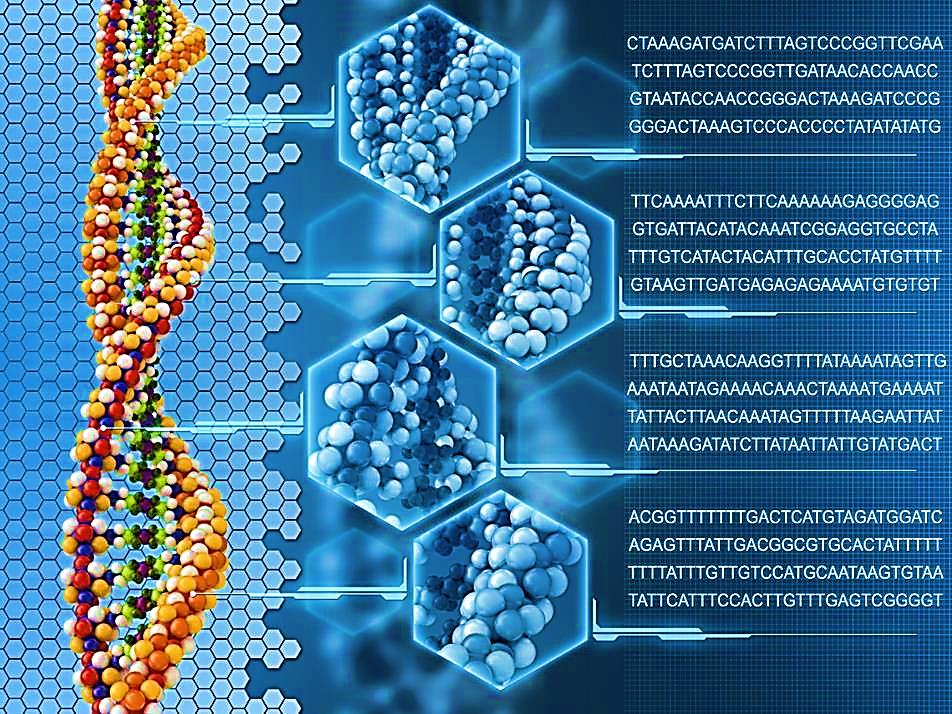 CTAAAGATGATCTTTAGTCCCGGTTCGAA
TCTTTAGTCCCGGTTGATAACACCAACC
GTAATACCAACCGGGACTAAAGATCCCG
GGGACTAAAGTCCCACCCCTATATATATG
TTCAAAATTTCTTCAAAAAAGAGGGGAG
GTGATTACATACAAATCGGAGGTGCCTA
TTTGTCATACTACATTTGCACCTATGTTTT
GTAAGTTGATGAGAGAGAAAATGTGTGT
TTTGCTAAACAAGGTTTTATAAAATAGTTG
AAATAATAGAAAACAAACTAAAATGAAAAT
TATTACTTAACAAATAGTTTTTAAGAATTAT
AATAAAGATATCTTATAATTATTGTATGACT
ACGGTTTTTTTGACTCATGTAGATGGATC
AGAGTTTATTGACGGCGTGCACTATTTTT
TTTTATTTGTTGTCCATGCAATAAGTGTAA
TATTCATTTCCACTTGTTTGAGTCGGGGT